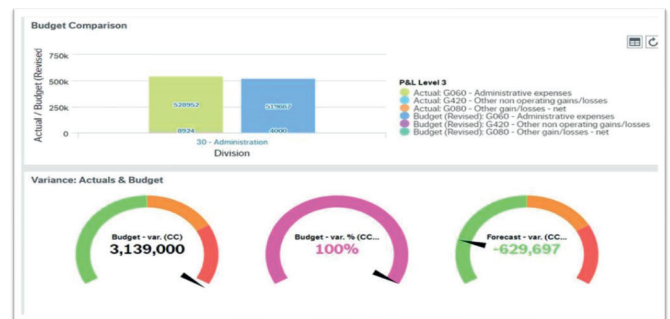 Budget Comparison
Actual / Budget (Revised
750k
500k
250k
0
528952
8924
4000
30 - Administration
Division
P&L Level 3
Actual: G060 - Administrative expenses
Actual: G420 - Other non operating gains/losses
Actual: G080 - Other gain/losses - net
Budget (Revised): G060 - Administrative expenses
Budget (Revised): G420 - Other non operating gains/losses
Budget (Revised): G080 - Other gain/losses - net
Variance: Actuals & Budget
Budget - var. (CC)
3,139,000
Budget - var. % (CC...
100%
Forecast - var. (CC...
-629,697